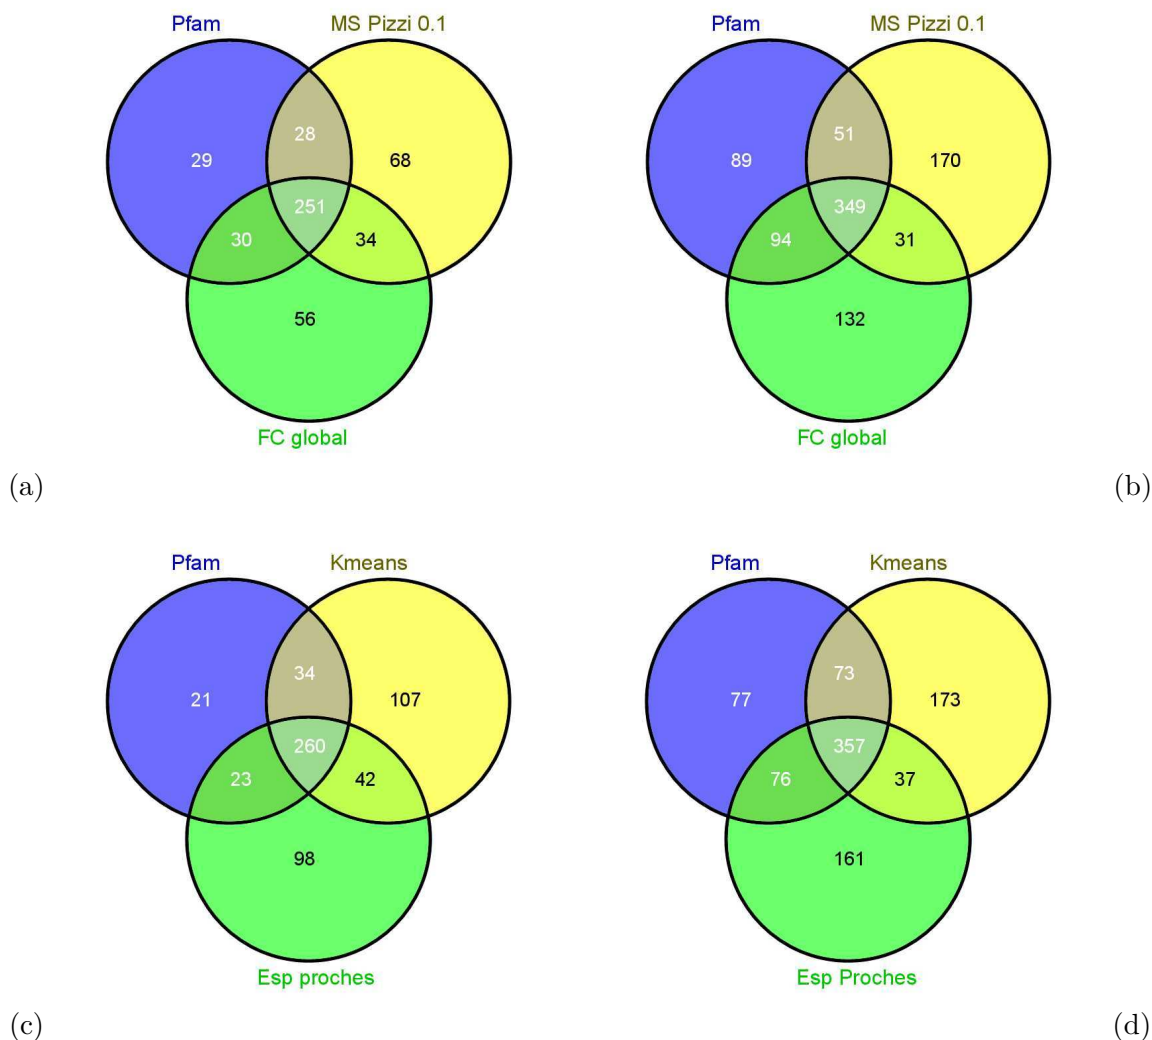 Pfam MS Pizzi 0.1
28
29 68
251
30 34
56
FC global
(a)
Pfam MS Pizzi 0.1
51
89 170
349
94 31
132
FC global
(b)
Pfam Kmeans
34
21 107
260
23 42
98
Esp proches
(c)
Pfam Kmeans
73
77 173
357
76 37
161
Esp Proches
(d)